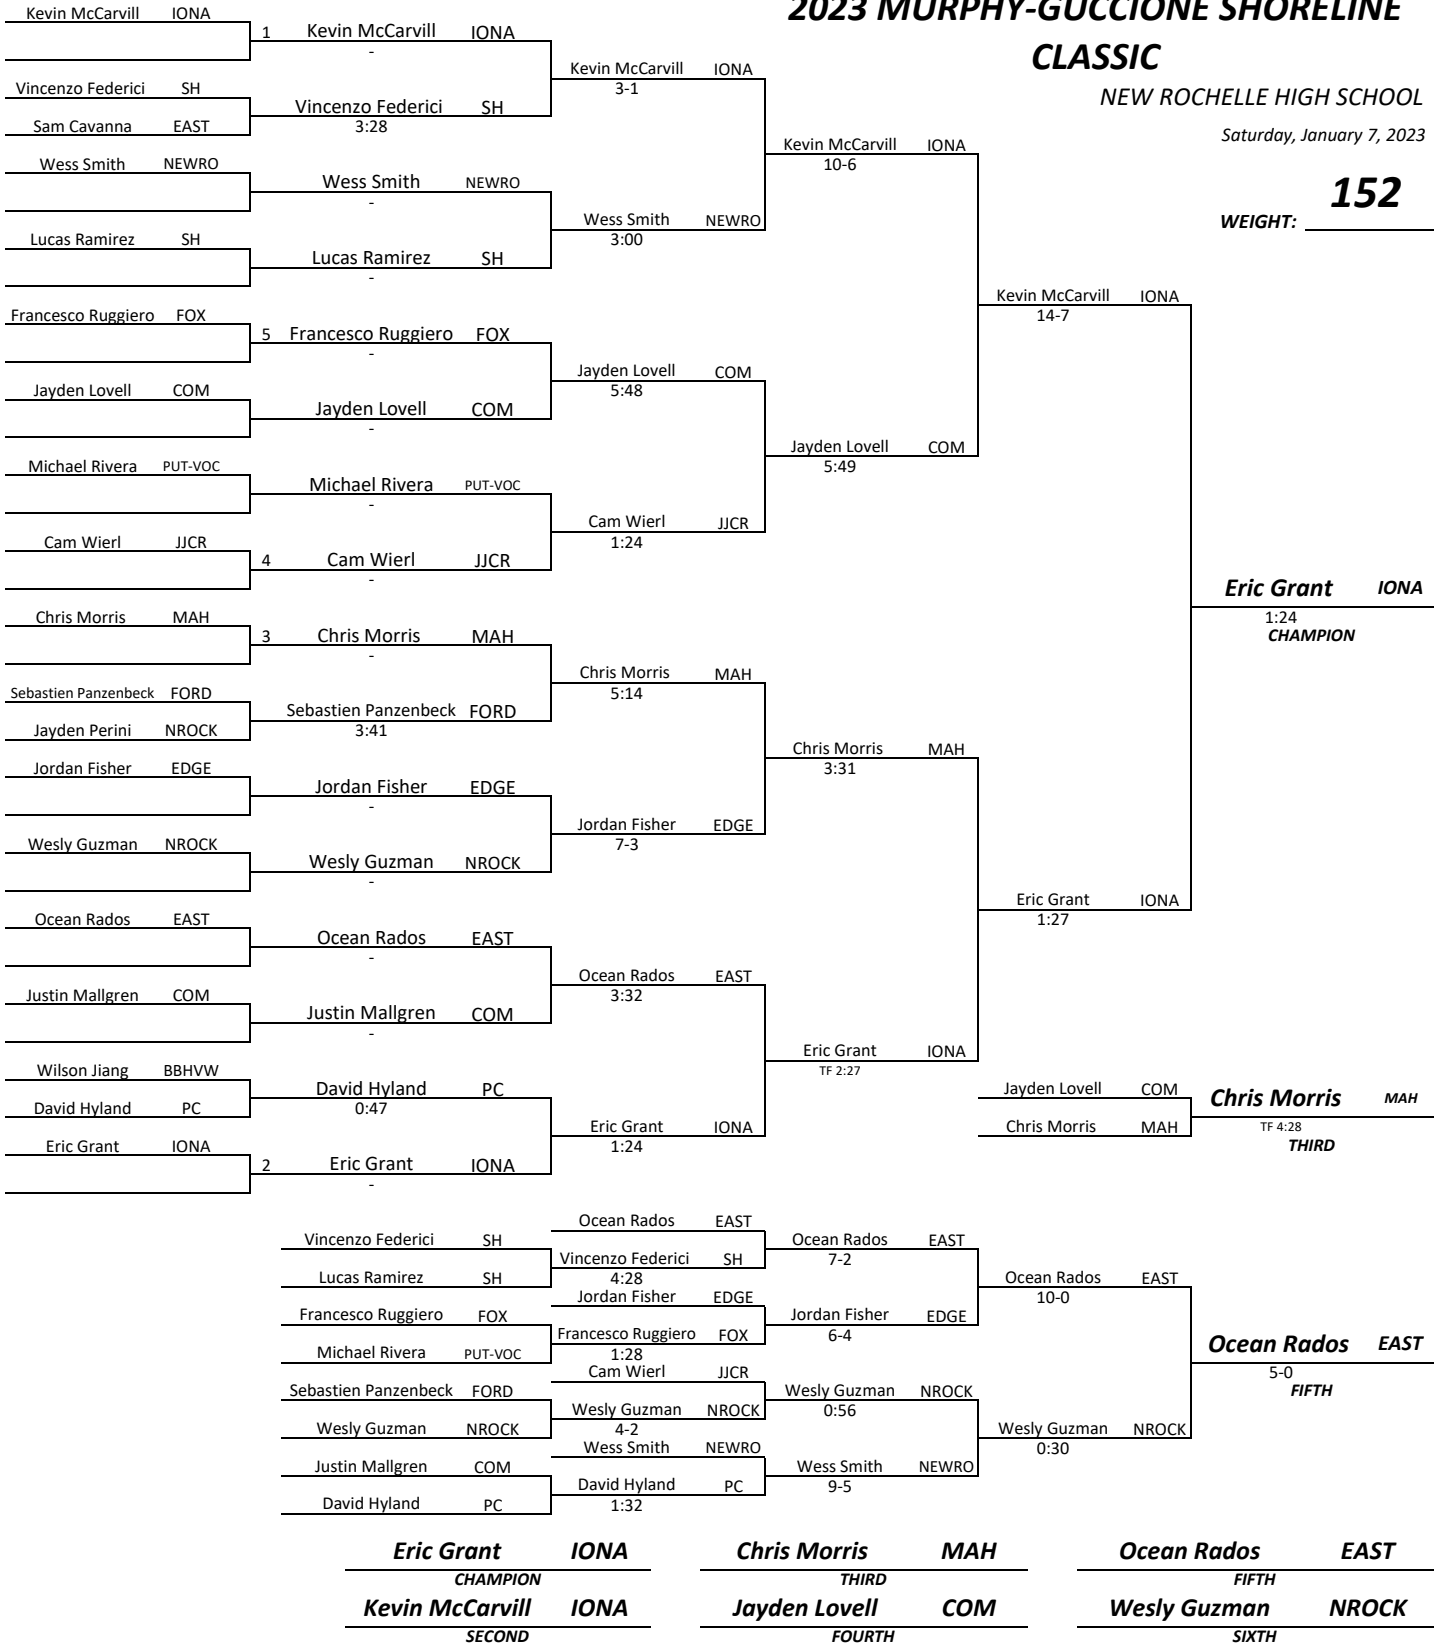 2023 MURPHY-GUCCIONE SHORELINE
CLASSIC
NEW ROCHELLE HIGH SCHOOL
Saturday, January 7, 2023
WEIGHT: 152
Kevin McCarvill IONA
Vincenzo Federici SH
Sam Cavanna EAST
Wess Smith NEWRO
Lucas Ramirez SH
Francesco Ruggiero FOX
Jayden Lovell COM
Michael Rivera PUT-VOC
Cam Wierl JJCR
Chris Morris MAH
Sebastien Panzenbeck FORD
Jayden Perini NROCK
Jordan Fisher EDGE
Wesly Guzman NROCK
Ocean Rados EAST
Justin Mallgren COM
Wilson Jiang BBHVW
David Hyland PC
Eric Grant IONA
1 Kevin McCarvill IONA
-
Vincenzo Federici SH
3:28
Wess Smith NEWRO
-
Lucas Ramirez SH
-
5 Francesco Ruggiero FOX
-
Jayden Lovell COM
-
Michael Rivera PUT-VOC
-
4 Cam Wierl JJCR
-
3 Chris Morris MAH
-
Sebastien Panzenbeck FORD
3:41
Jordan Fisher EDGE
-
Wesly Guzman NROCK
-
Ocean Rados EAST
-
Justin Mallgren COM
-
David Hyland PC
0:47
2 Eric Grant IONA
-
Kevin McCarvill IONA
3-1
Wess Smith NEWRO
3:00
Jayden Lovell COM
5:48
Cam Wierl JJCR
1:24
Chris Morris MAH
5:14
Jordan Fisher EDGE
7-3
Ocean Rados EAST
3:32
Eric Grant IONA
1:24
Kevin McCarvill IONA
10-6
Jayden Lovell COM
5:49
Chris Morris MAH
3:31
Eric Grant IONA
TF 2:27
Kevin McCarvill IONA
14-7
Eric Grant IONA
1:27
Eric Grant IONA
1:24
CHAMPION
Jayden Lovell COM
Chris Morris MAH
Chris Morris MAH
TF 4:28
THIRD
Vincenzo Federici SH
Lucas Ramirez SH
Francesco Ruggiero FOX
Michael Rivera PUT-VOC
Sebastien Panzenbeck FORD
Wesly Guzman NROCK
Justin Mallgren COM
David Hyland PC
Ocean Rados EAST
Vincenzo Federici SH
4:28
Jordan Fisher EDGE
Francesco Ruggiero FOX
1:28
Cam Wierl JJCR
Wesly Guzman NROCK
4-2
Wess Smith NEWRO
David Hyland PC
1:32
Ocean Rados EAST
7-2
Jordan Fisher EDGE
6-4
Wesly Guzman NROCK
0:56
Wess Smith NEWRO
9-5
Ocean Rados EAST
10-0
Wesly Guzman NROCK
0:30
Ocean Rados EAST
5-0
FIFTH
Eric Grant IONA Chris Morris MAH Ocean Rados EAST
CHAMPION THIRD FIFTH
Kevin McCarvill IONA Jayden Lovell COM Wesly Guzman NROCK
SECOND FOURTH SIXTH